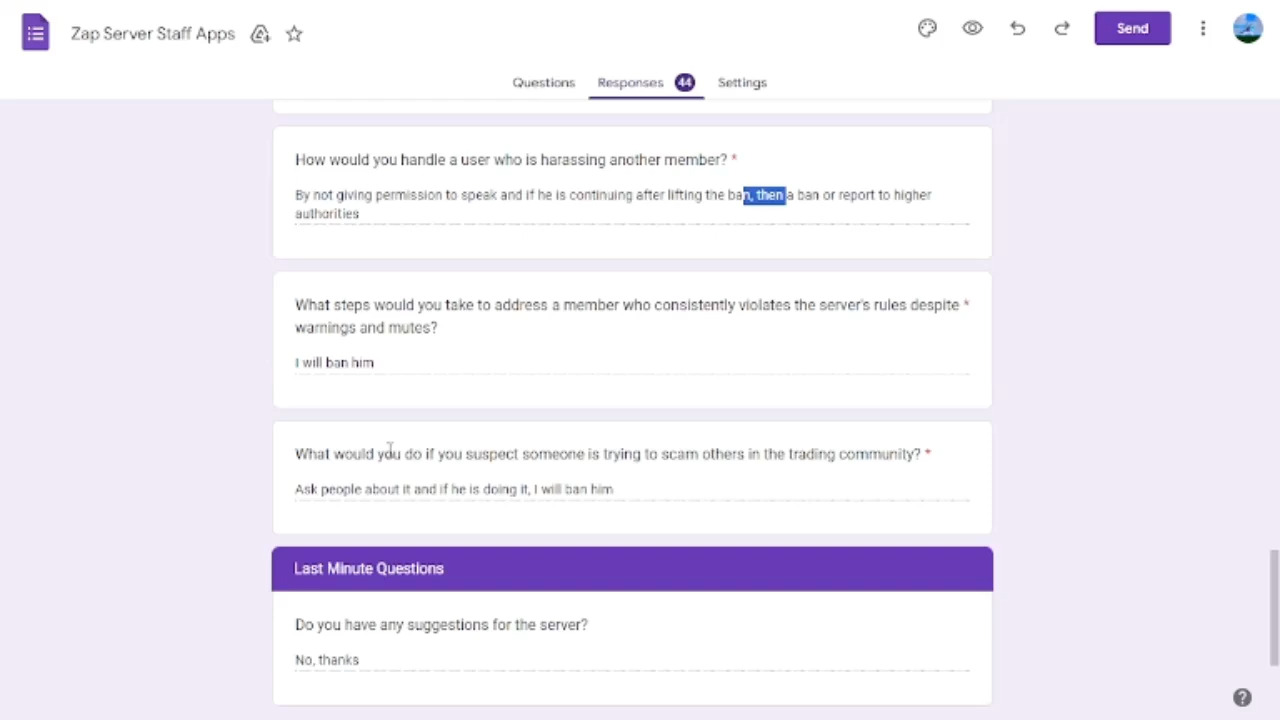 Zap Server Staff Apps
Send
Questions
Responses 44
Settings
How would you handle a user who is harassing another member? *
By not giving permission to speak and if he is continuing after lifting the ban, then a ban or report to higher
authorities
What steps would you take to address a member who consistently violates the server's rules despite *
warnings and mutes?
I will ban him
What would you do if you suspect someone is trying to scam others in the trading community? *
Ask people about it and if he is doing it, I will ban him
Last Minute Questions
Do you have any suggestions for the server?
No, thanks